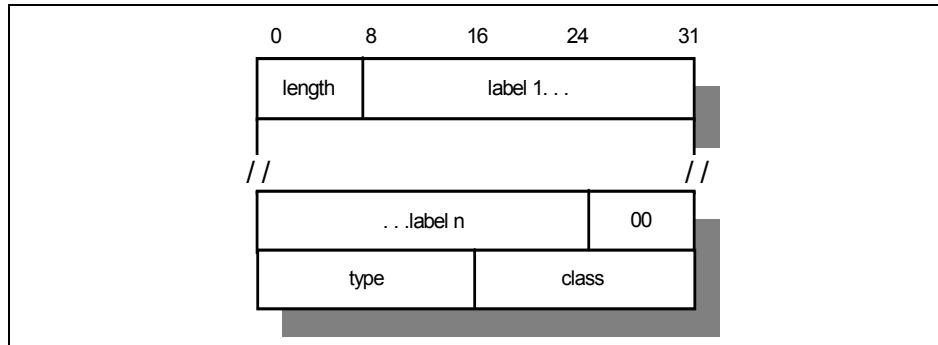 0 8 16 24 31
length label 1. . .
/ / / /
. . .label n 00
type class